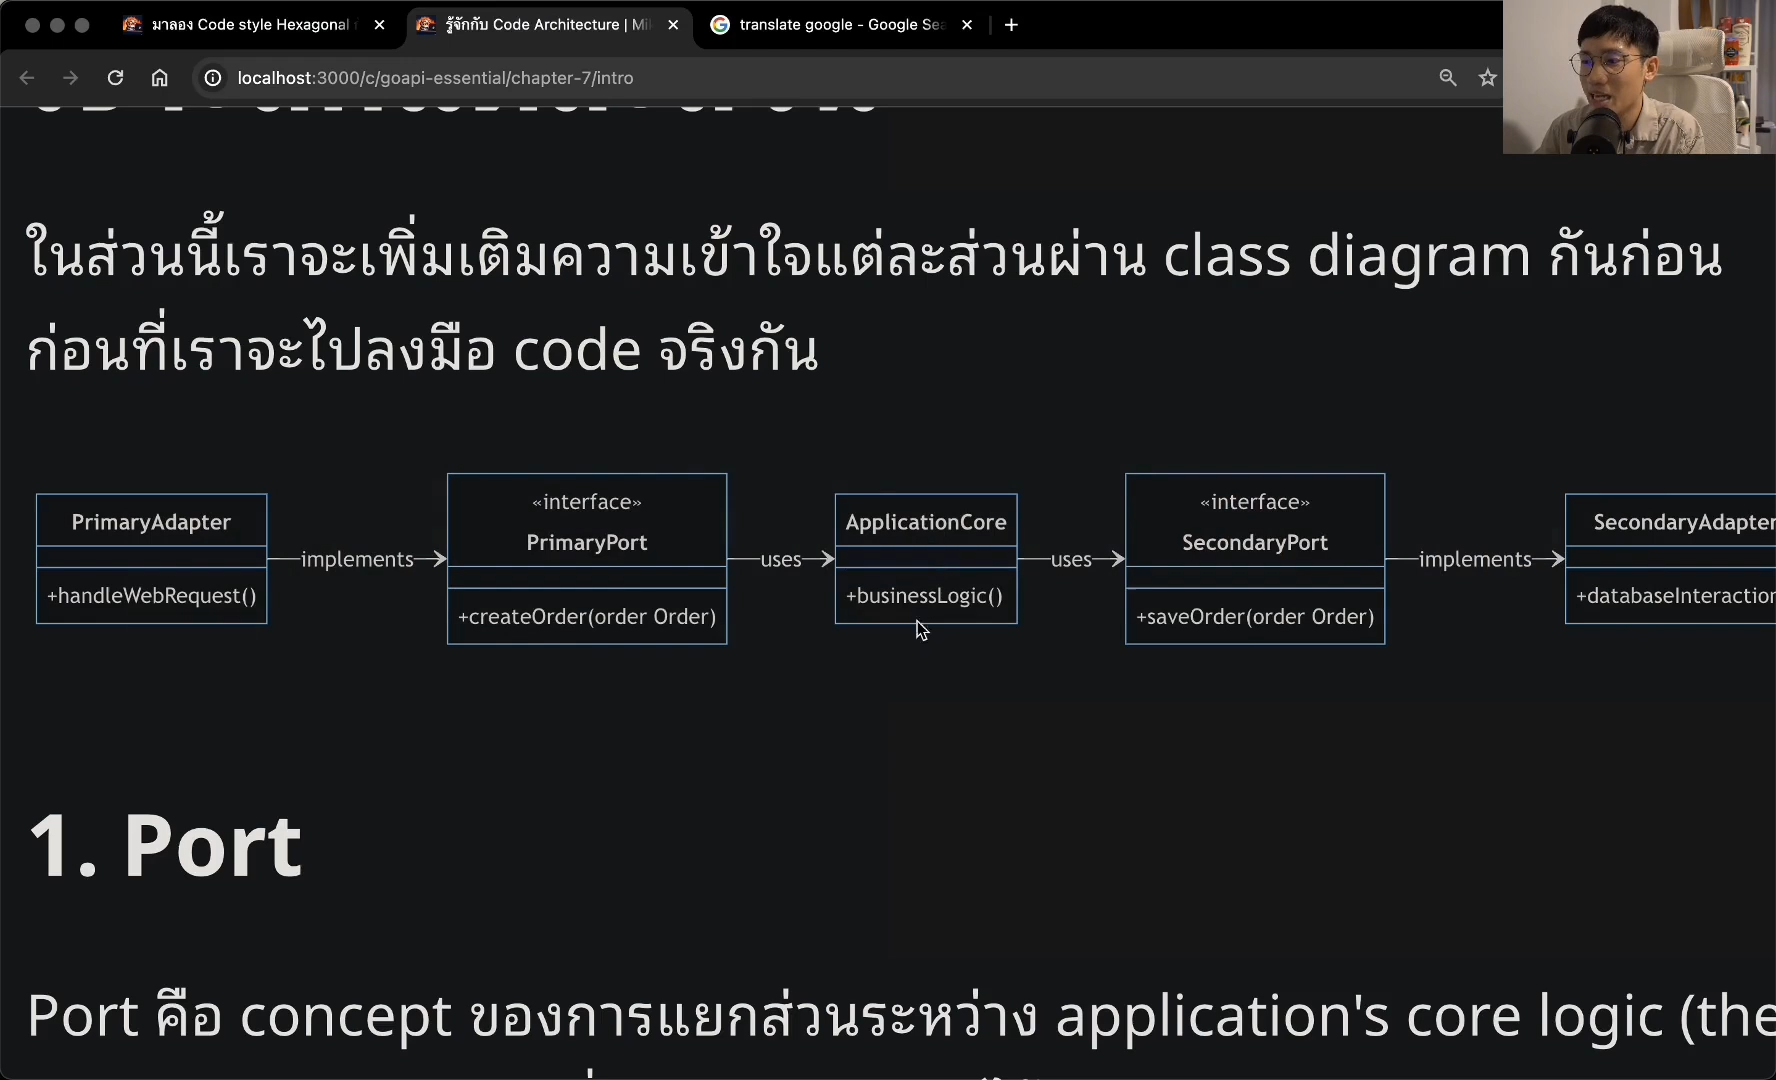 มาลอง Code style Hexagonal
รู้จักกับ Code Architecture | Mi
translate google - Google Sea
localhost:3000/c/goapi-essential/chapter-7/intro
ในส่วนนี้เราจะเพิ่มเติมความเข้าใจแต่ละส่วนผ่าน class diagram กันก่อน
ก่อนที่เราจะไปลงมือ code จริงกัน
PrimaryAdapter
+handleWebRequest()
implements
«interface»
PrimaryPort
+createOrder(order Order)
uses
ApplicationCore
+businessLogic()
uses
«interface»
SecondaryPort
+saveOrder(order Order)
implements
SecondaryAdapter
+databaseInteraction
1. Port
Port คือ concept ของการแยกส่วนระหว่าง application's core logic (the